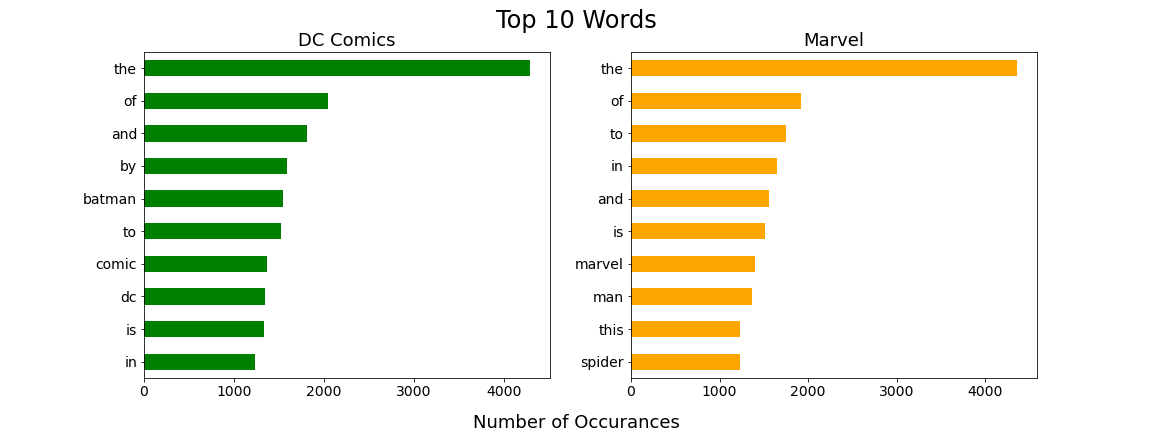 Top 10 Words
DC Comics
the
of
and
by
batman
to
comic
dc
is
in
0 1000 2000 3000 4000
Marvel
the
of
to
in
and
is
marvel
man
this
spider
0 1000 2000 3000 4000
Number of Occurances